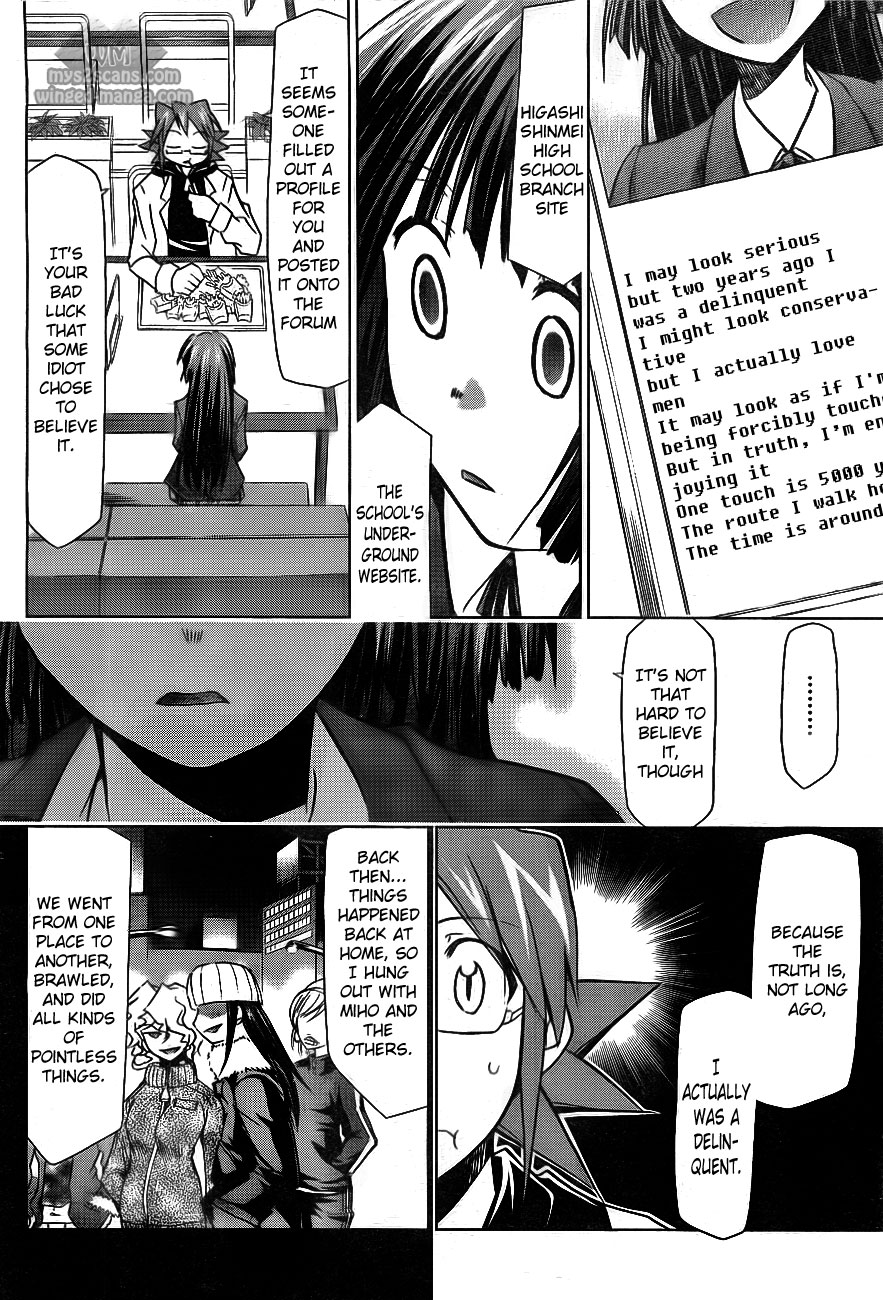 I may look serious
but two years ago I
was a delinquent
I might look conserva-
tive
but I actually love
men
It may look as if I'm
being forcibly touche
But in truth, I'm en
joying it
One touch is 5000 y
The route I walk ho
The time is around
HIGASHI
SHINMEI
HIGH
SCHOOL
BRANCH
SITE
THE
SCHOOL'S
UNDER-
GROUND
WEBSITE.
IT
SEEMS
SOME-
ONE
FILLED
OUT A
PROFILE
FOR
YOU
AND
POSTED
IT ONTO
THE
FORUM
IT'S
YOUR
BAD
LUCK
THAT
SOME
IDIOT
CHOSE
TO
BELIEVE
IT.
WM
mys2scans.com
.........
IT'S NOT
THAT
HARD TO
BELIEVE
IT,
THOUGH
BECAUSE
THE
TRUTH IS,
NOT LONG
AGO,
I
ACTUALLY
WAS A
DELIN-
QUENT.
BACK
THEN...
THINGS
HAPPENED
BACK AT
HOME, SO
I HUNG
OUT WITH
MIHO AND
THE
OTHERS.
WE WENT
FROM ONE
PLACE TO
ANOTHER,
BRAWLED,
AND DID
ALL KINDS
OF
POINTLESS
THINGS.